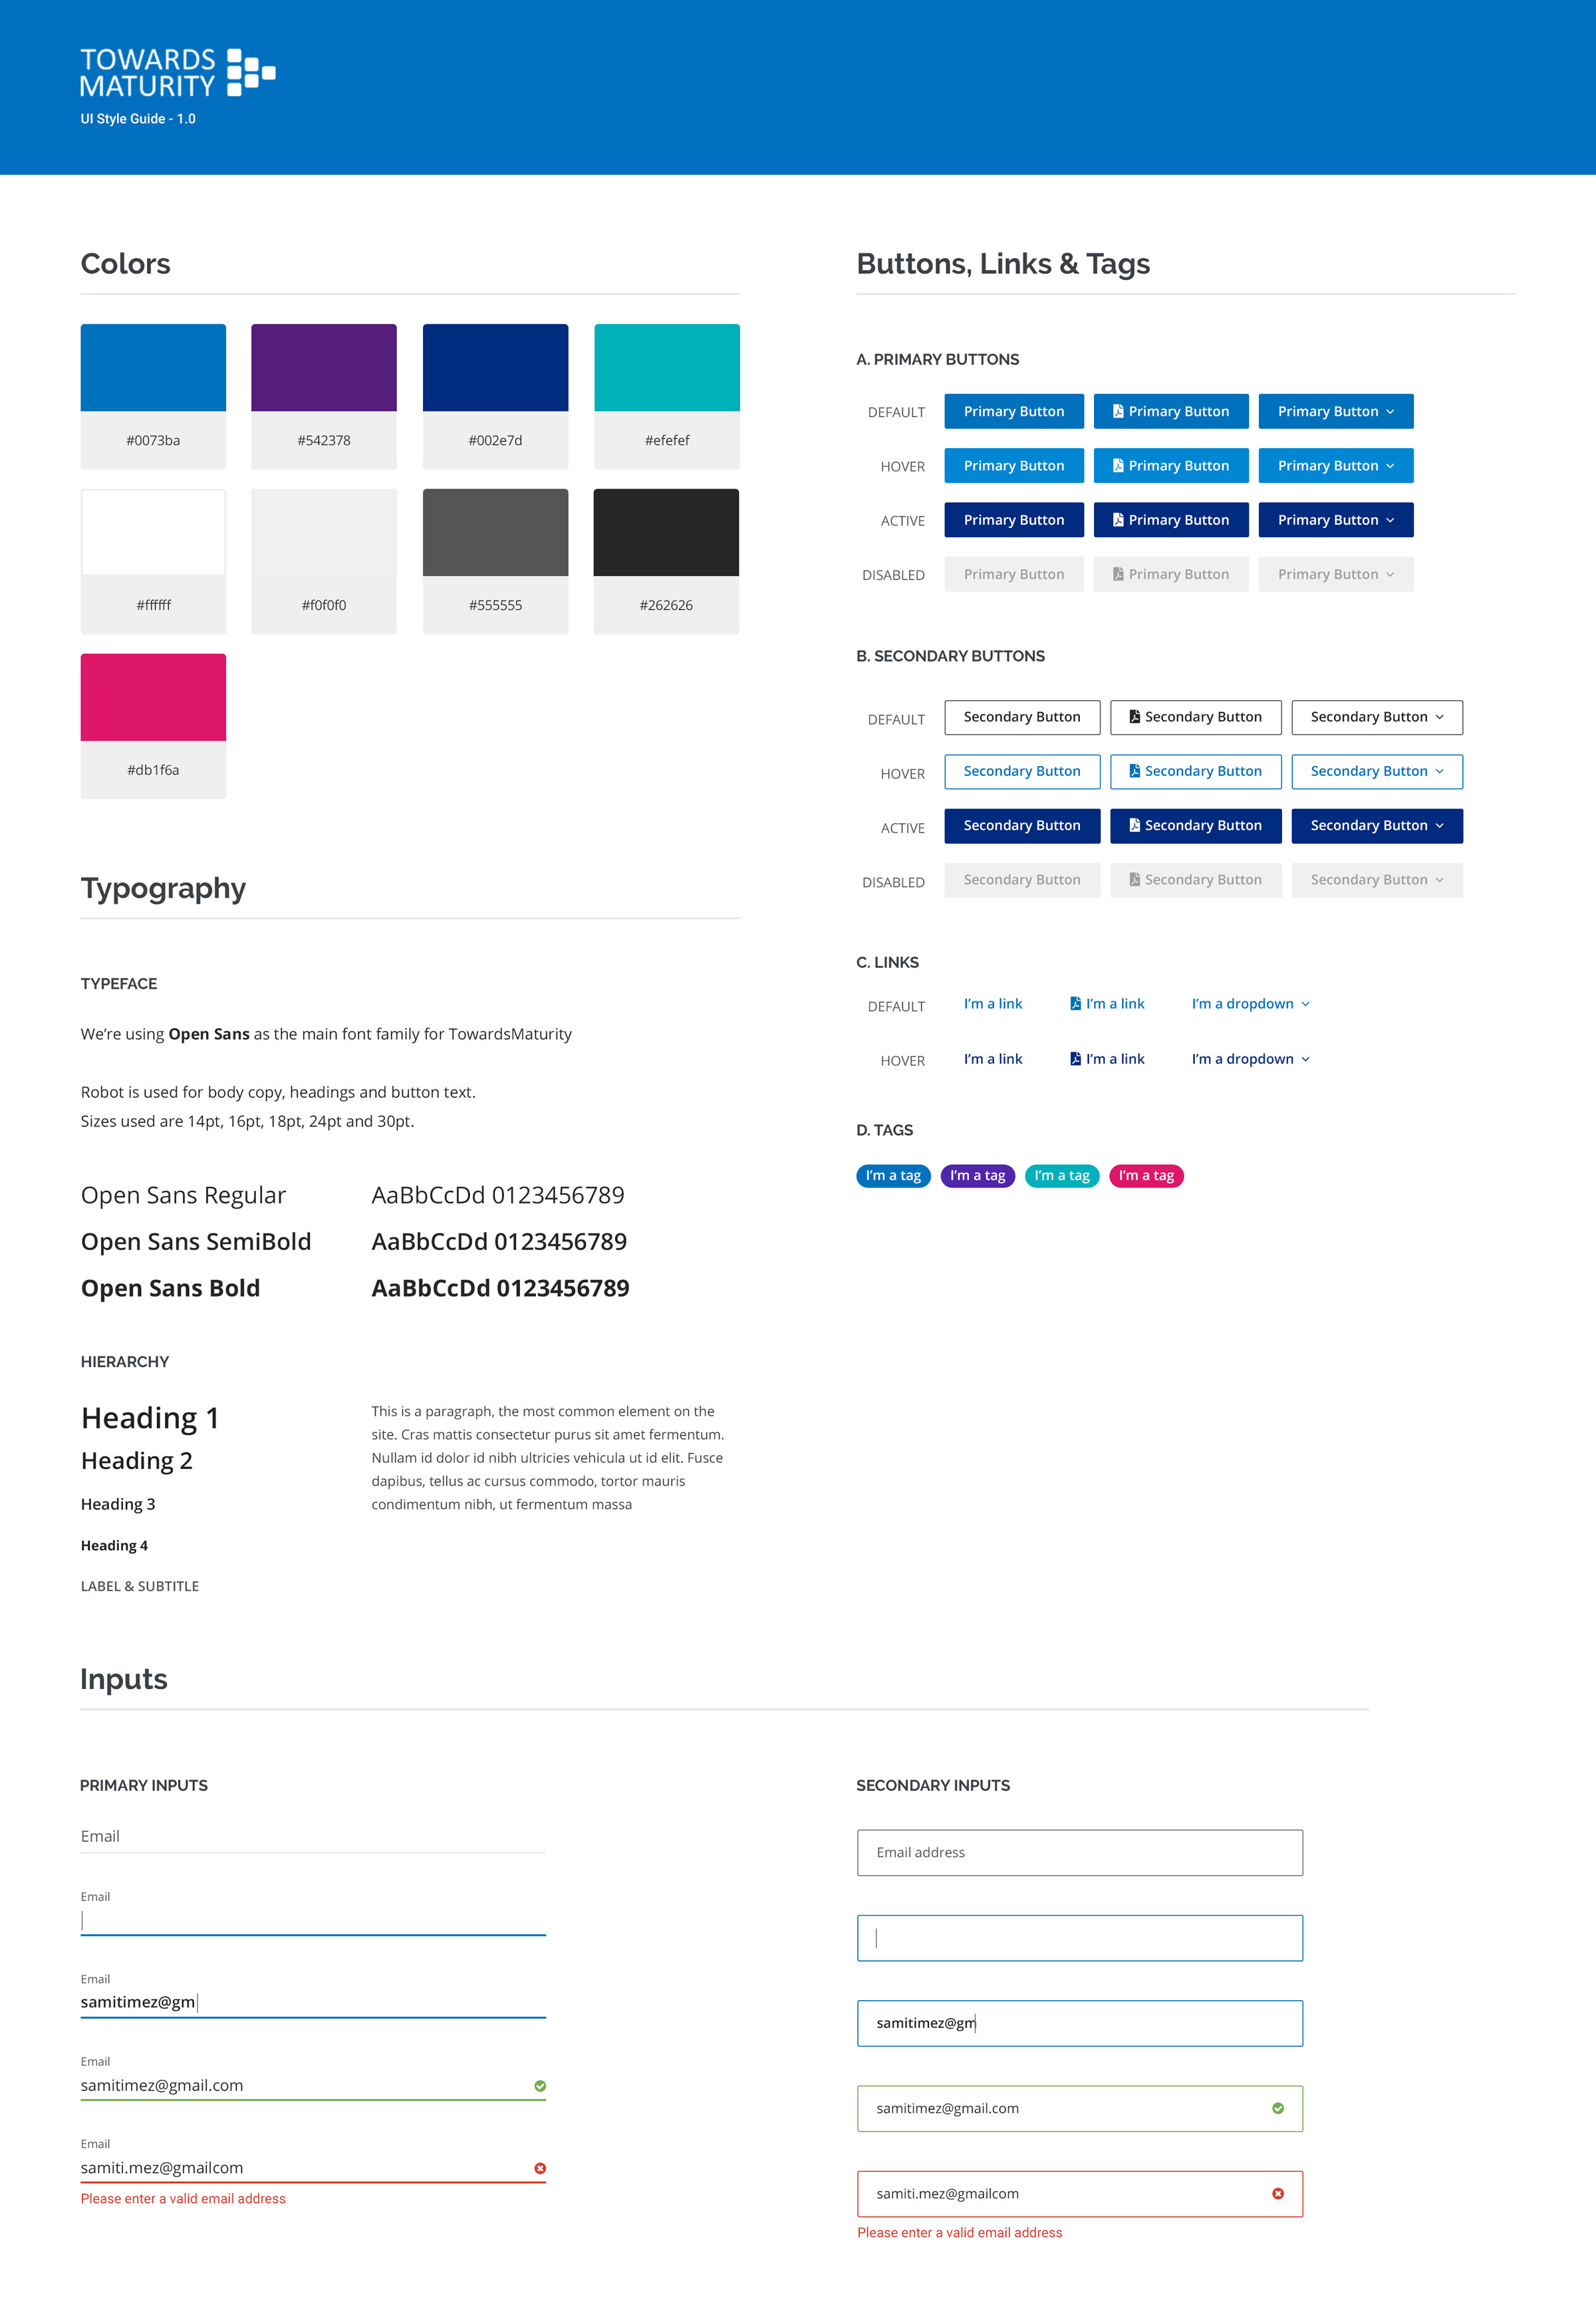 TOWARDS
MATURITY
UI Style Guide - 1.0
Colors
#0073ba #542378 #002e7d #efefef
#ffffff #f0f0f0 #555555 #262626
#db1f6a
Typography
TYPEFACE
We're using Open Sans as the main font family for TowardsMaturity
Robot is used for body copy, headings and button text.
Sizes used are 14pt, 16pt, 18pt, 24pt and 30pt.
Open Sans Regular AaBbCcDd 0123456789
Open Sans SemiBold AaBbCcDd 0123456789
Open Sans Bold AaBbCcDd 0123456789
HIERARCHY
Heading 1
Heading 2
Heading 3
Heading 4
LABEL & SUBTITLE
This is a paragraph, the most common element on the
site. Cras mattis consectetur purus sit amet fermentum.
Nullam id dolor id nibh ultricies vehicula ut id elit. Fusce
dapibus, tellus ac cursus commodo, tortor mauris
condimentum nibh, ut fermentum massa
Buttons, Links & Tags
A. PRIMARY BUTTONS
DEFAULT Primary Button Primary Button Primary Button
HOVER Primary Button Primary Button Primary Button
ACTIVE Primary Button Primary Button Primary Button
DISABLED Primary Button Primary Button Primary Button
B. SECONDARY BUTTONS
DEFAULT Secondary Button Secondary Button Secondary Button
HOVER Secondary Button Secondary Button Secondary Button
ACTIVE Secondary Button Secondary Button Secondary Button
DISABLED Secondary Button Secondary Button Secondary Button
C. LINKS
DEFAULT I'm a link I'm a link I'm a dropdown
HOVER I'm a link I'm a link I'm a dropdown
D. TAGS
I'm a tag I'm a tag I'm a tag I'm a tag
Inputs
PRIMARY INPUTS
Email
Email
Email
samitimez@gm
Email
samitimez@gmail.com
Email
samiti.mez@gmailcom
Please enter a valid email address
SECONDARY INPUTS
Email address
samitimez@gm
samitimez@gmail.com
samiti.mez@gmailcom
Please enter a valid email address